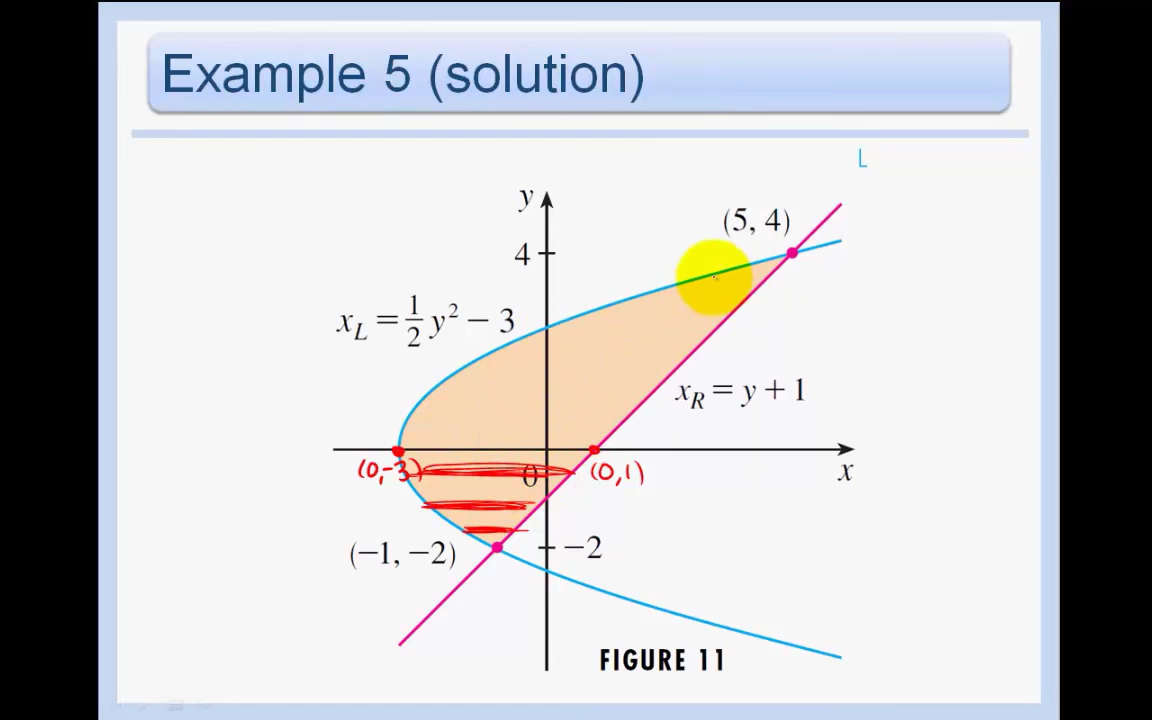 Example 5 (solution)
L
y
(5, 4)
4
x_L = 1/2 y² − 3
x_R = y + 1
(0,-3)
0
(0,1)
x
(−1, −2)
−2
FIGURE 11